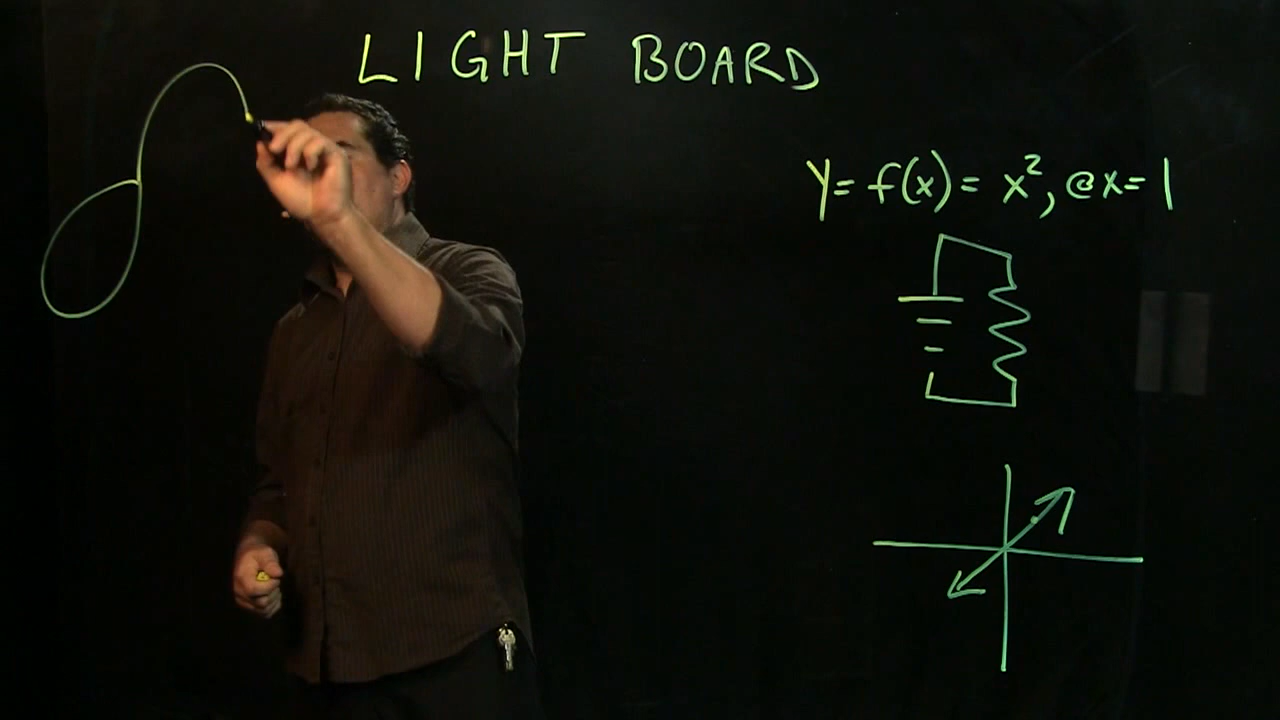 LIGHT BOARD
y= f(x) = x², @x=1